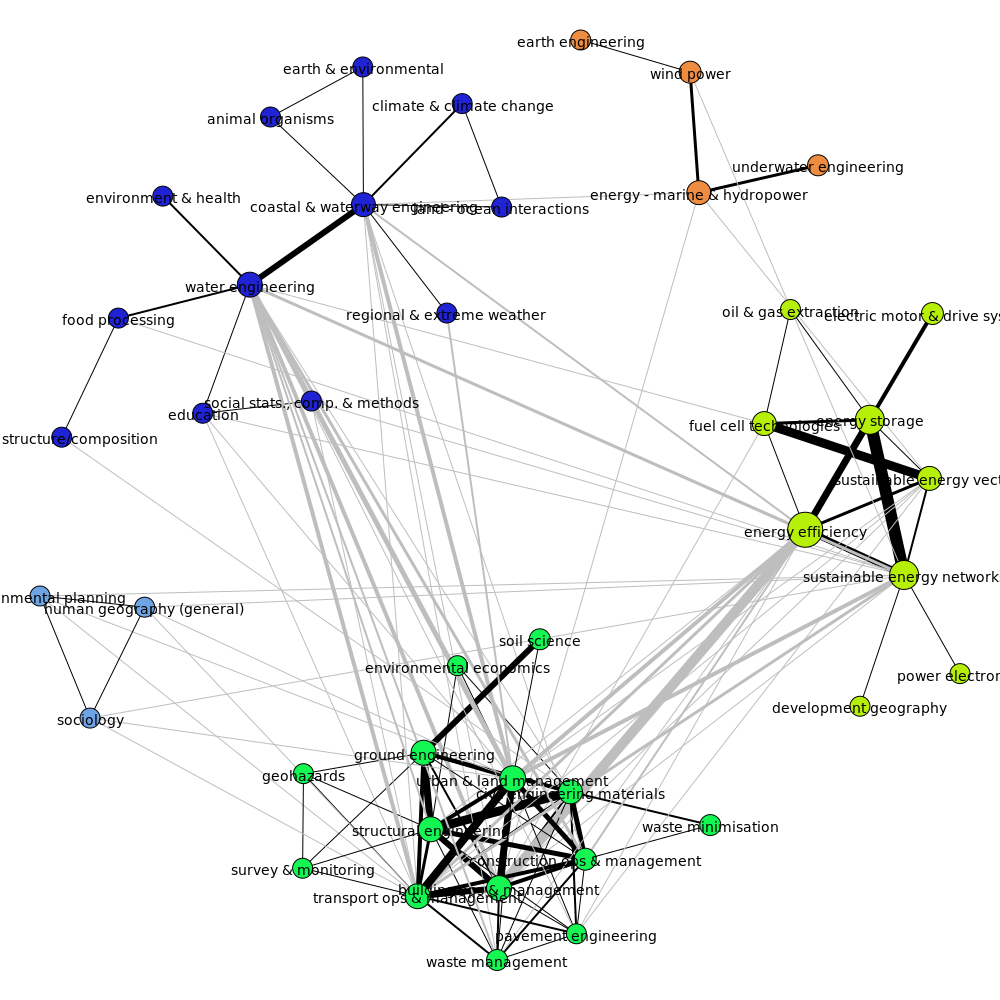 earth engineering
earth & environmental
wind power
climate & climate change
animal organisms
underwater engineering
environment & health
energy - marine & hydropower
coastal & waterway engineering
land - ocean interactions
water engineering
food processing
regional & extreme weather
oil & gas extraction
electric motor & drive sys
social stats., comp. & methods
education
energy storage
fuel cell technologies
structure/composition
sustainable energy vect
energy efficiency
sustainable energy networks
nmental planning
human geography (general)
soil science
environmental economics
power electron
development geography
sociology
ground engineering
geohazards
urban & land management
civil engineering materials
structural engineering
waste minimisation
construction ops & management
survey & monitoring
building ops & management
transport ops & management
pavement engineering
waste management